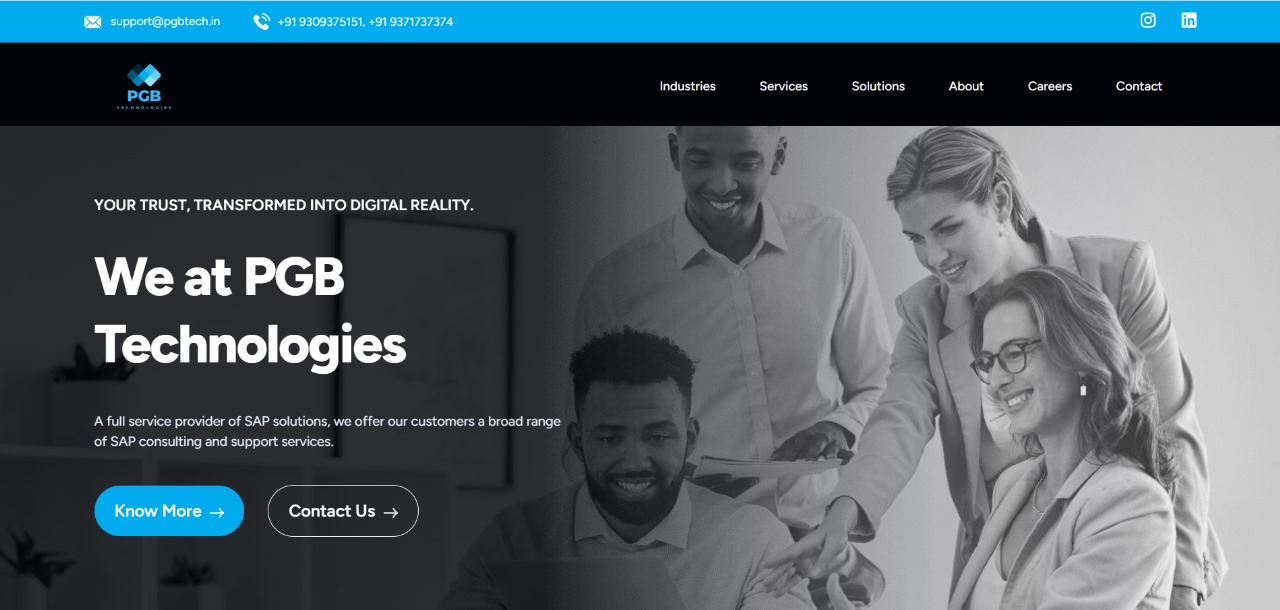 support@pgbtech.in
+91 9309375151, +91 9371737374
PGB
TECHNOLOGIES
Industries
Services
Solutions
About
Careers
Contact
YOUR TRUST, TRANSFORMED INTO DIGITAL REALITY.
We at PGB
Technologies
A full service provider of SAP solutions, we offer our customers a broad range
of SAP consulting and support services.
Know More →
Contact Us →